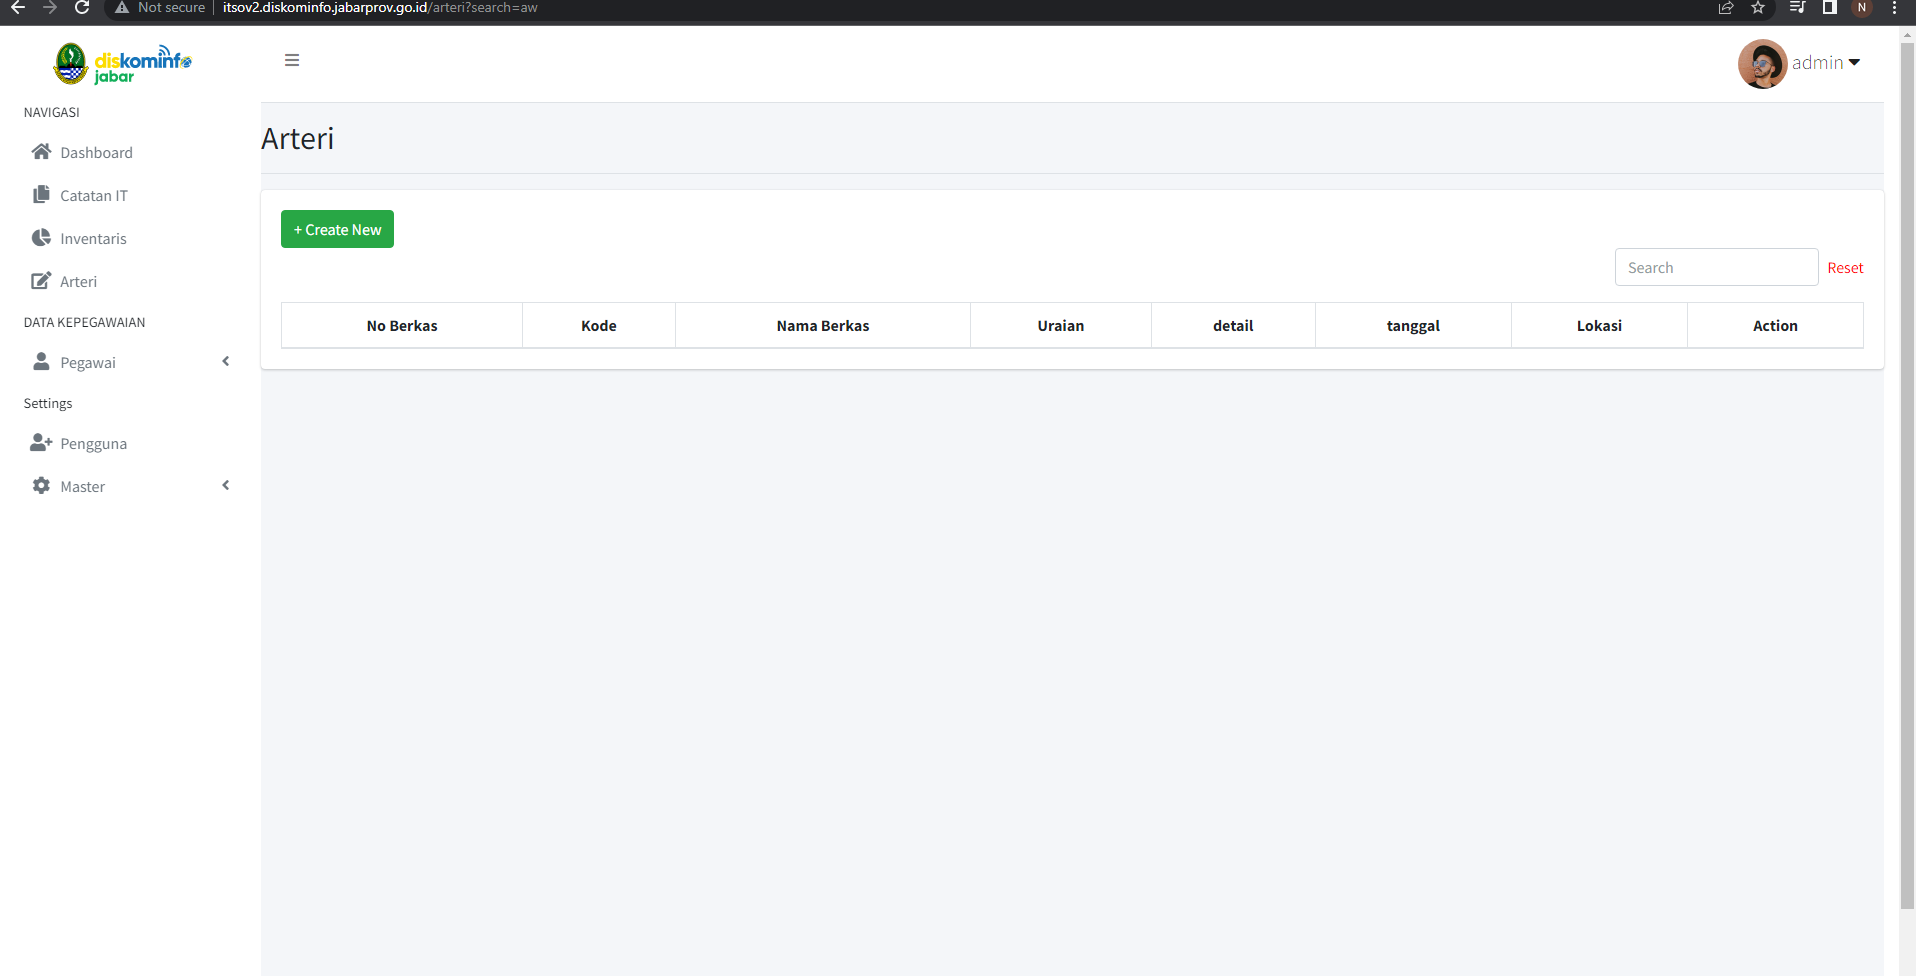 Not secure | itsov2.diskominfo.jabarprov.go.id/arteri?search=aw
N
diskominfo
jabar
admin
NAVIGASI
Dashboard
Catatan IT
Inventaris
Arteri
DATA KEPEGAWAIAN
Pegawai
Settings
Pengguna
Master
Arteri
+ Create New
Search Reset
No Berkas Kode Nama Berkas Uraian detail tanggal Lokasi Action